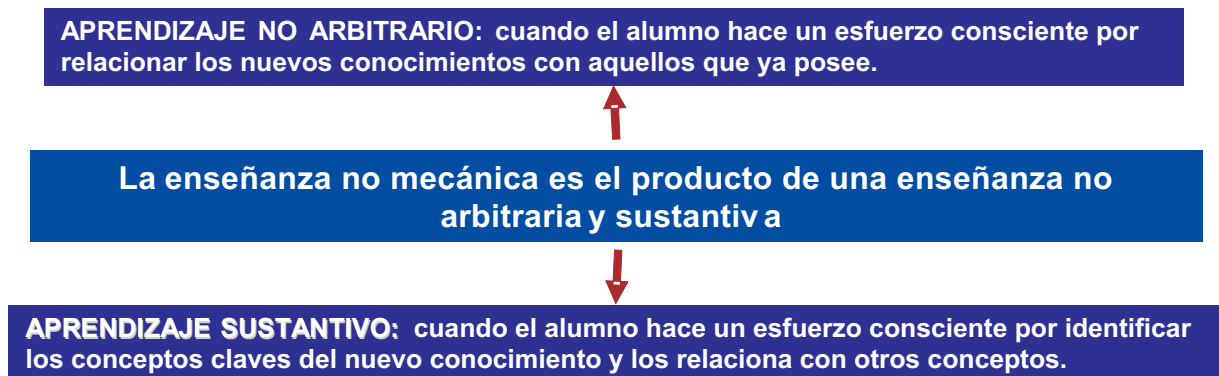 APRENDIZAJE NO ARBITRARIO: cuando el alumno hace un esfuerzo consciente por
relacionar los nuevos conocimientos con aquellos que ya posee.
La enseñanza no mecánica es el producto de una enseñanza no
arbitraria y sustantiv a
APRENDIZAJE SUSTANTIVO: cuando el alumno hace un esfuerzo consciente por identificar
los conceptos claves del nuevo conocimiento y los relaciona con otros conceptos.